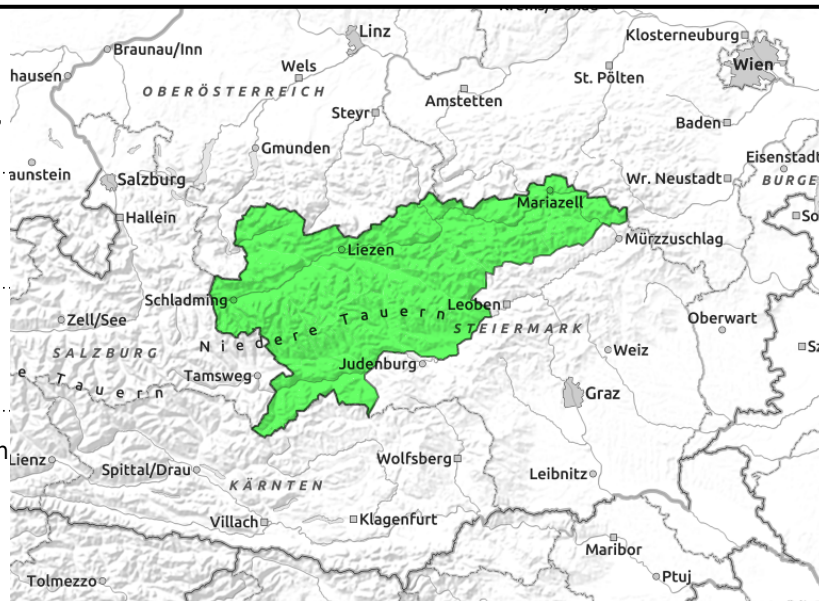 Linz
Braunau/Inn
Klosterneuburg
Wien
Wels
hausen
St. Pölten
OBERÖSTERREICH
Amstetten
Steyr
Baden
Gmunden
Eisenstadt
aunstein
Salzburg
Wr. Neustadt
BURGE
Mariazell
Hallein
So
Mürzzuschlag
Liezen
Schladming
Leoben
Zell/See
Niedere Tauern
STEIERMARK
Oberwart
SALZBURG
Weiz
Sz
Judenburg
Tamsweg
e Tauern
Graz
n
Lienz
Wolfsberg
Spittal/Drau
Leibnitz
KÄRNTEN
Villach
Klagenfurt
Maribor
Tolmezzo
Ptuj